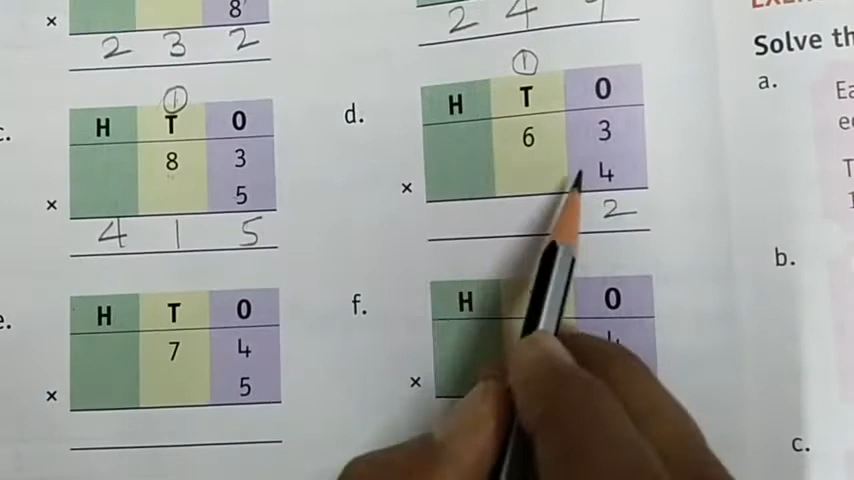 8
×
2 3 2
2 4
Solve th
a.
Ea
c.
1
H T O
8 3
× 5
4 1 5
d.
1
H T O
6 3
× 4
2
b.
e.
H T O
7 4
× 5
f.
H O
×
c.